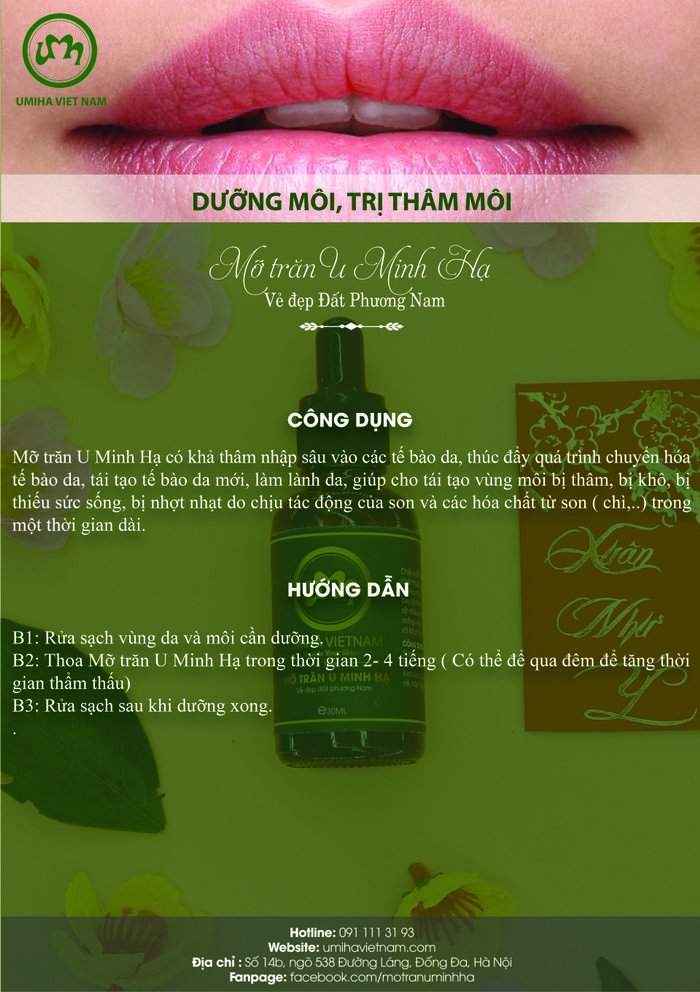 UMIHA VIET NAM
DƯỠNG MÔI, TRỊ THÂM MÔI
Mỡ trăn U Minh Hạ
Vẻ đẹp Đất Phương Nam
CÔNG DỤNG
Mỡ trăn U Minh Hạ có khả thâm nhập sâu vào các tế bào da, thúc đẩy quá trình chuyển hóa
tế bào da, tái tạo tế bào da mới, làm lành da, giúp cho tái tạo vùng môi bị thâm, bị khô, bị
thiếu sức sống, bị nhợt nhạt do chịu tác động của son và các hóa chất từ son ( chì,..) trong
một thời gian dài.
Xuân
Như
Ý
HƯỚNG DẪN
B1: Rửa sạch vùng da và môi cần dưỡng.
VIETNAM
B2: Thoa Mỡ trăn U Minh Hạ trong thời gian 2- 4 tiếng ( Có thể để qua đêm để tăng thời
gian thẩm thấu)
MỠ TRĂN U MINH HẠ
Vẻ đẹp đất phương Nam
B3: Rửa sạch sau khi dưỡng xong.
℮30ML
.
Hotline: 091 111 31 93
Website: umihavietnam.com
Địa chỉ : Số 14b, ngõ 538 Đường Láng, Đống Đa, Hà Nội
Fanpage: facebook.com/motranuminhha